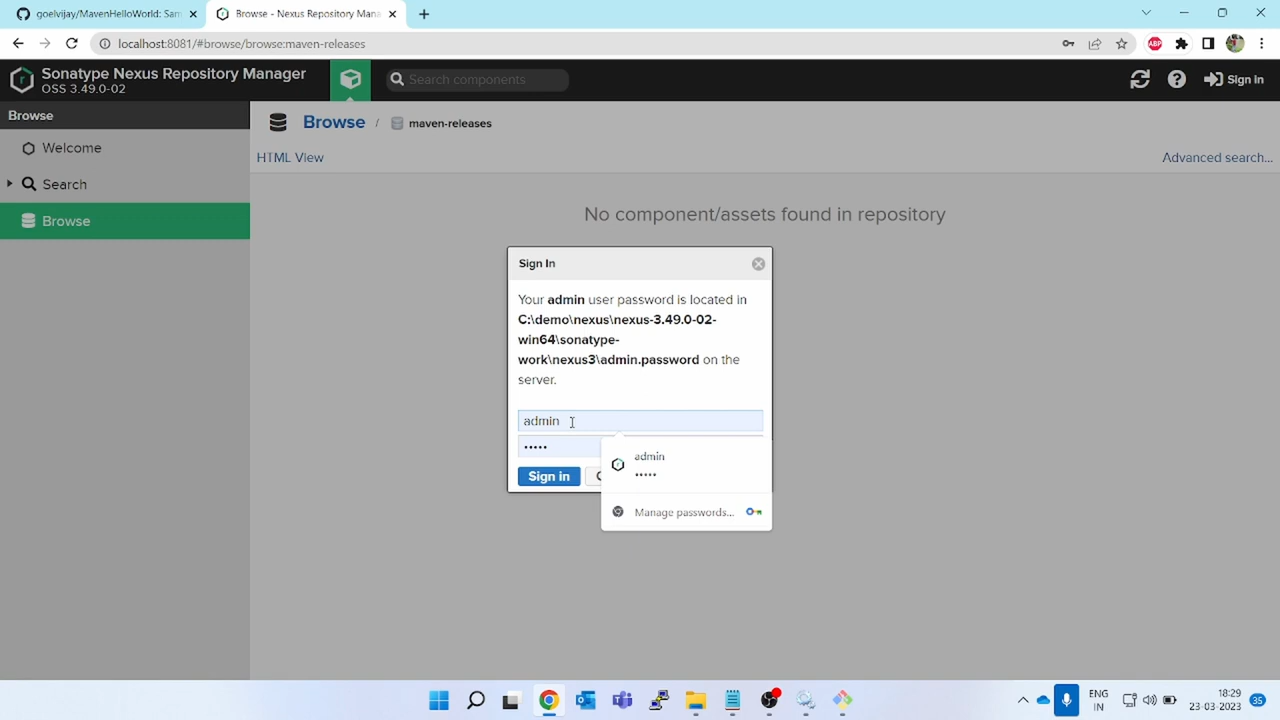 goelvijay/MavenHelloWorld: Sam
Browse - Nexus Repository Mana
localhost:8081/#browse/browse:maven-releases
ABP
Sonatype Nexus Repository Manager
OSS 3.49.0-02
Search components
Sign In
Browse
Welcome
Search
Browse
Browse / maven-releases
HTML View
Advanced search...
No component/assets found in repository
Sign In
Your admin user password is located in
C:\demo\nexus\nexus-3.49.0-02-
win64\sonatype-
work\nexus3\admin.password on the
server.
admin
•••••
Sign in
C
admin
•••••
Manage passwords...
ENG
IN
18:29
23-03-2023
35